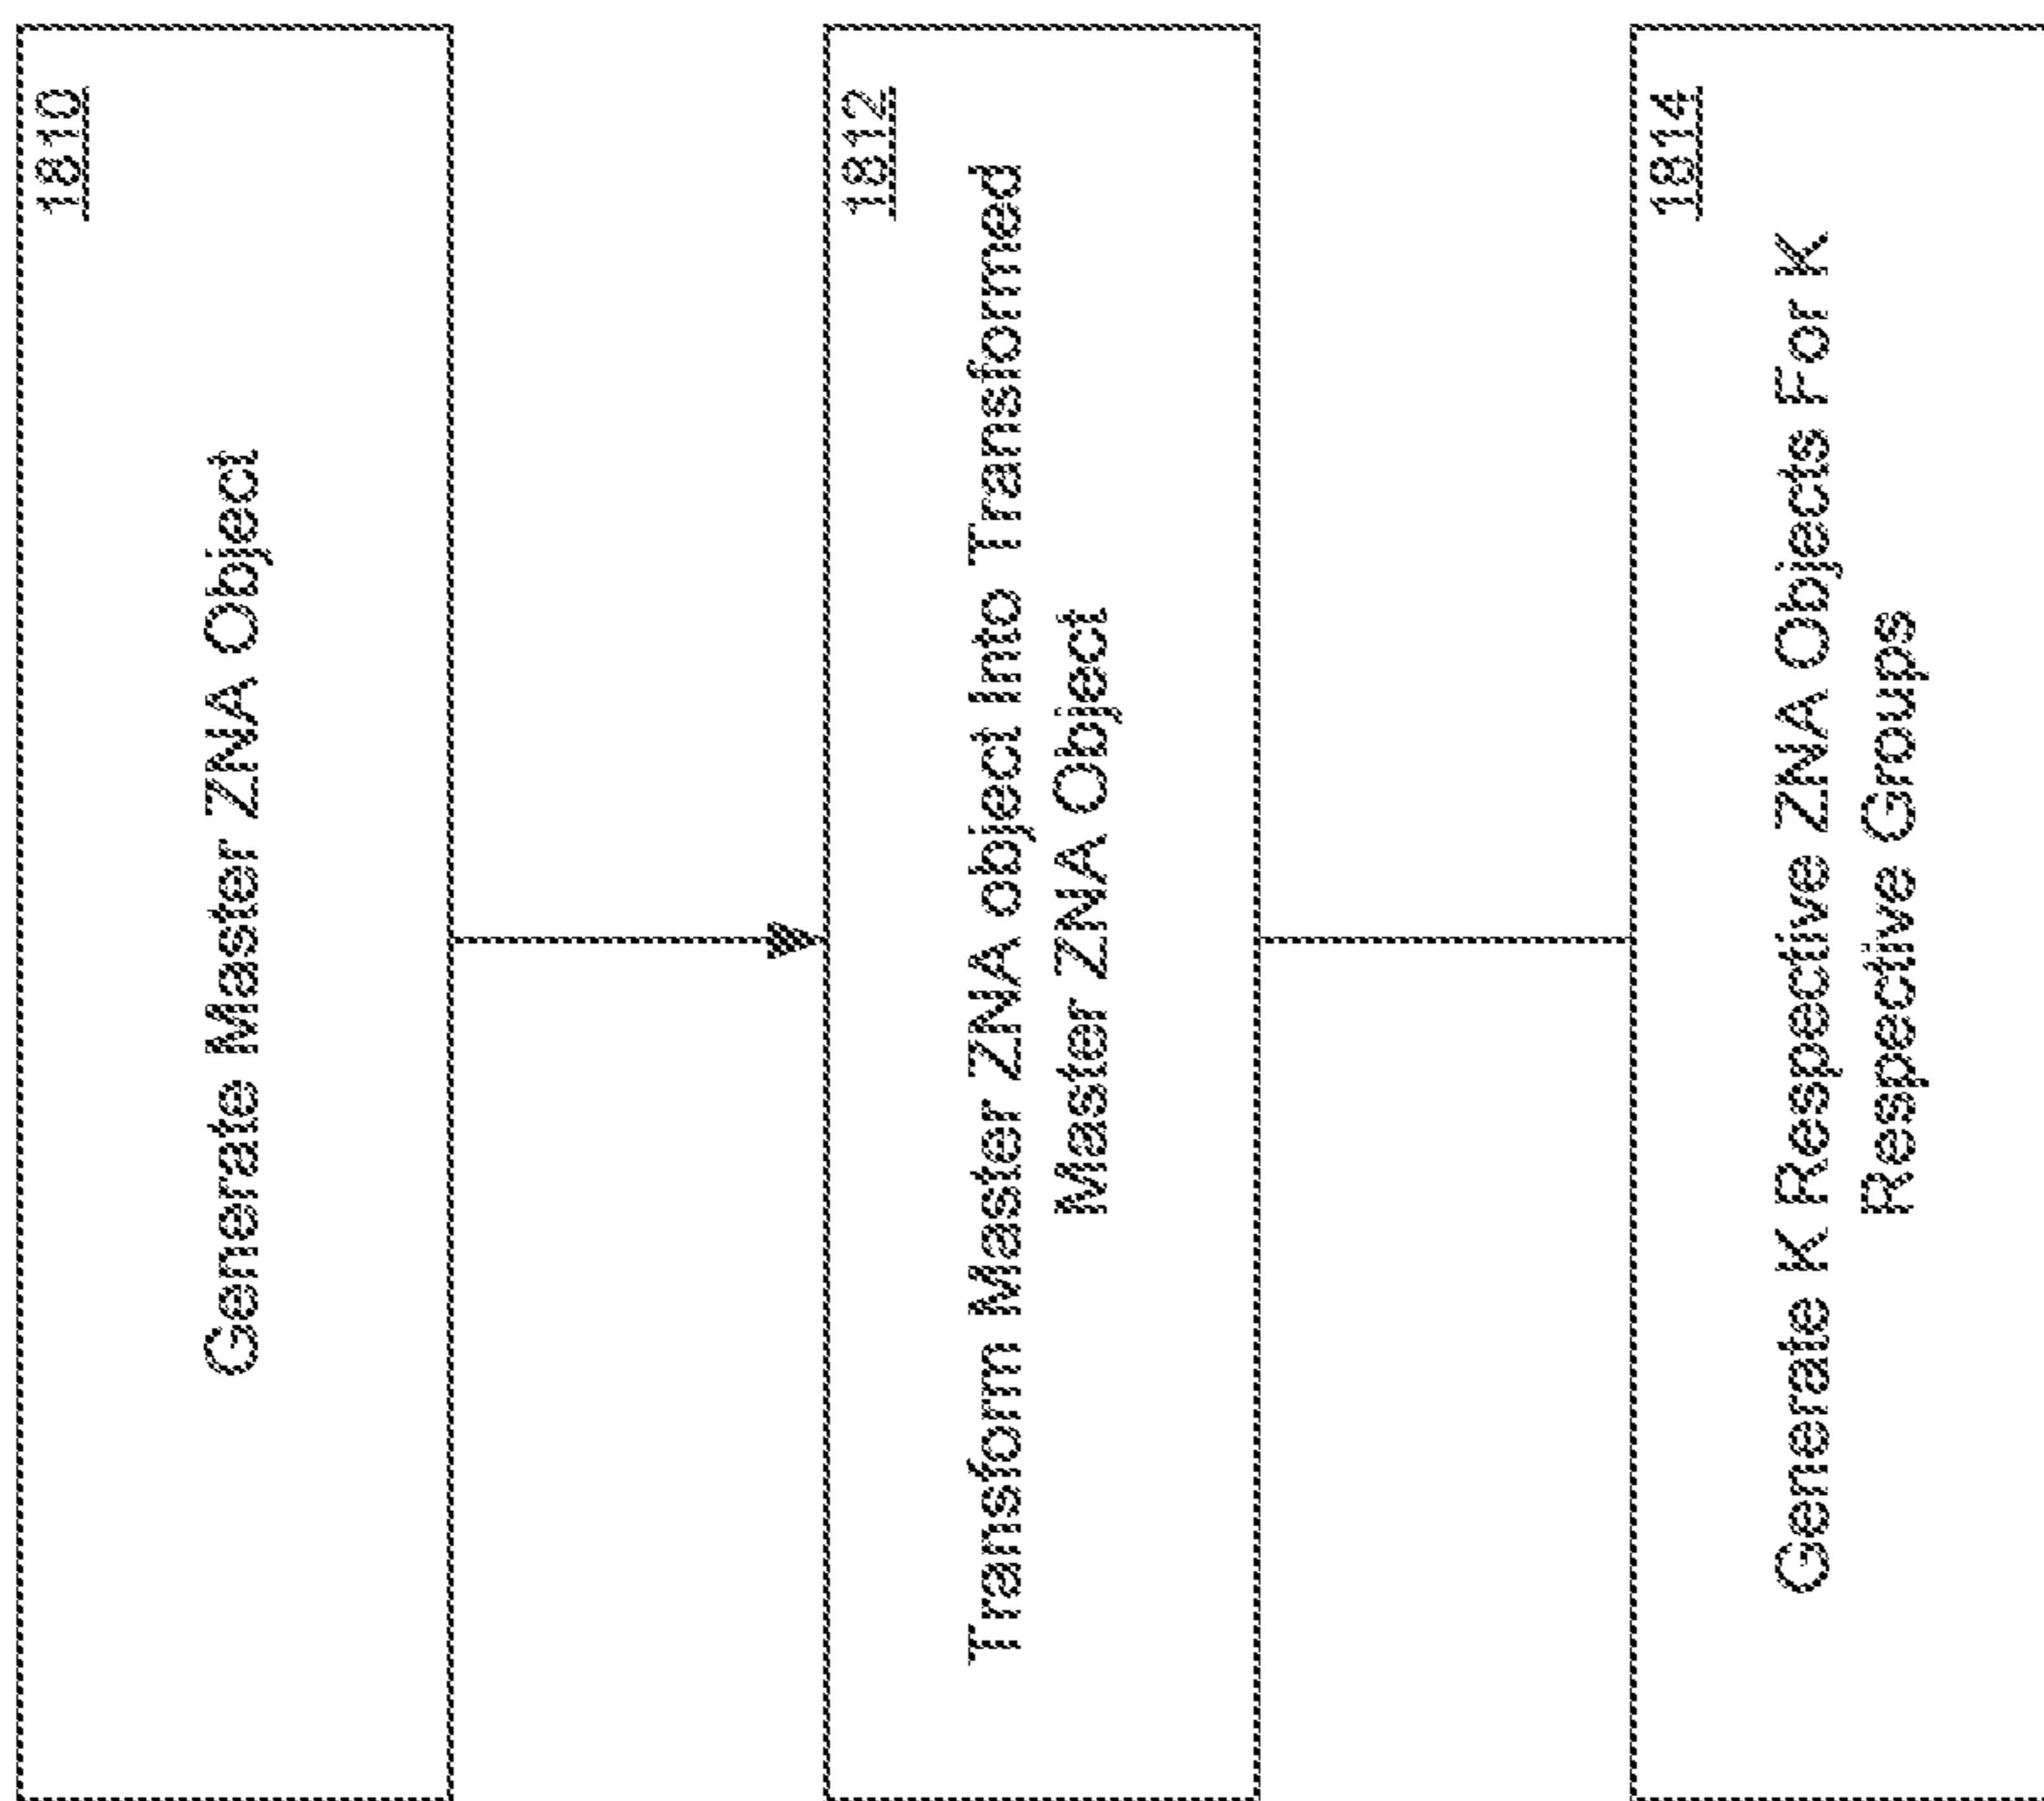 1810
Generate Master ZNA Object
1812
Transform Master ZNA object Into Transformed
Master ZNA Object
1814
Generate K Respective ZNA Objects For K
Respective Groups